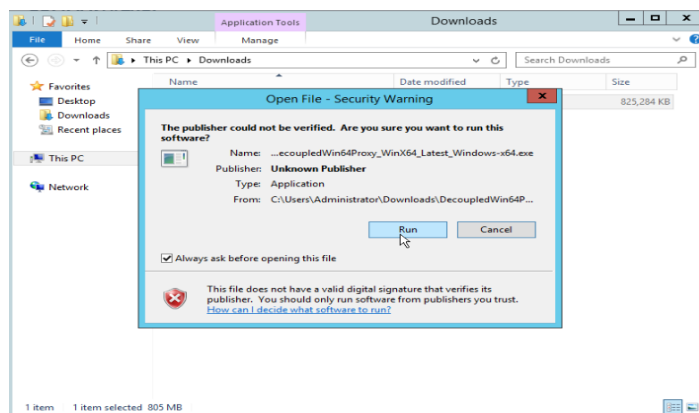 Application Tools
Downloads
File
Home
Share
View
Manage
This PC
Downloads
Search Downloads
Name
Date modified
Type
Size
Favorites
Desktop
Downloads
Recent places
This PC
Network
825,284 KB
Open File - Security Warning
The publisher could not be verified. Are you sure you want to run this
software?
Name: ...ecoupledWin64Proxy_WinX64_Latest_Windows-x64.exe
Publisher: Unknown Publisher
Type: Application
From: C:\Users\Administrator\Downloads\DecoupledWin64P...
Run
Cancel
Always ask before opening this file
This file does not have a valid digital signature that verifies its
publisher. You should only run software from publishers you trust.
How can I decide what software to run?
1 item
1 item selected 805 MB